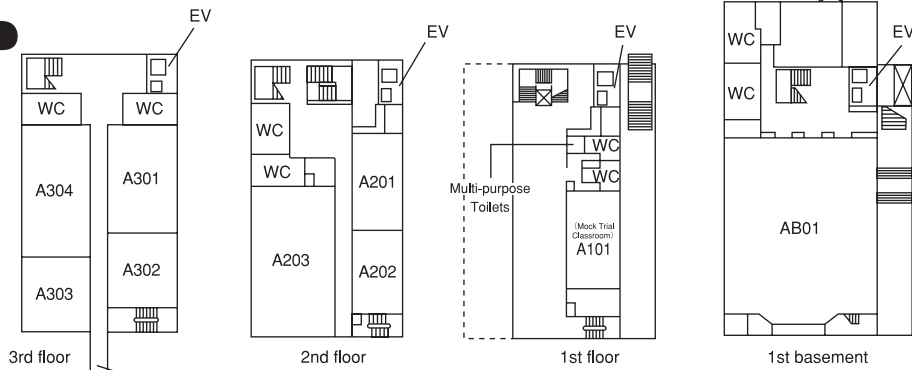 EV
WC
WC
A304
A301
A303
A302
3rd floor
EV
WC
WC
A201
A203
A202
2nd floor
EV
WC
WC
Multi-purpose
Toilets
(Mock Trial
Classroom)
A101
1st floor
WC
EV
WC
AB01
1st basement